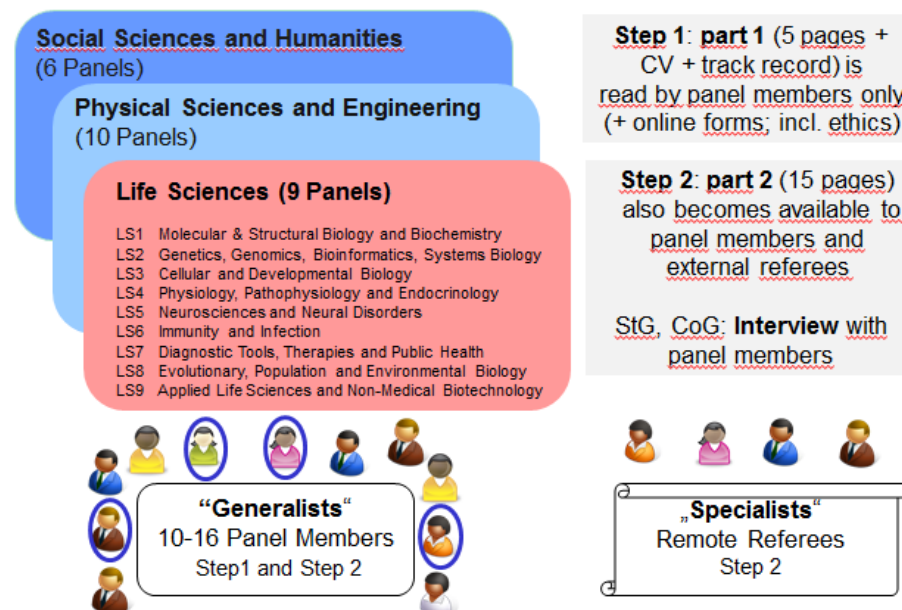 Social Sciences and Humanities
(6 Panels)
Physical Sciences and Engineering
(10 Panels)
Life Sciences (9 Panels)
LS1 Molecular & Structural Biology and Biochemistry
LS2 Genetics, Genomics, Bioinformatics, Systems Biology
LS3 Cellular and Developmental Biology
LS4 Physiology, Pathophysiology and Endocrinology
LS5 Neurosciences and Neural Disorders
LS6 Immunity and Infection
LS7 Diagnostic Tools, Therapies and Public Health
LS8 Evolutionary, Population and Environmental Biology
LS9 Applied Life Sciences and Non-Medical Biotechnology
Step 1: part 1 (5 pages +
CV + track record) is
read by panel members only
(+ online forms; incl. ethics)
Step 2: part 2 (15 pages)
also becomes available to
panel members and
external referees
StG, CoG: Interview with
panel members
“Generalists“
10-16 Panel Members
Step1 and Step 2
„Specialists“
Remote Referees
Step 2